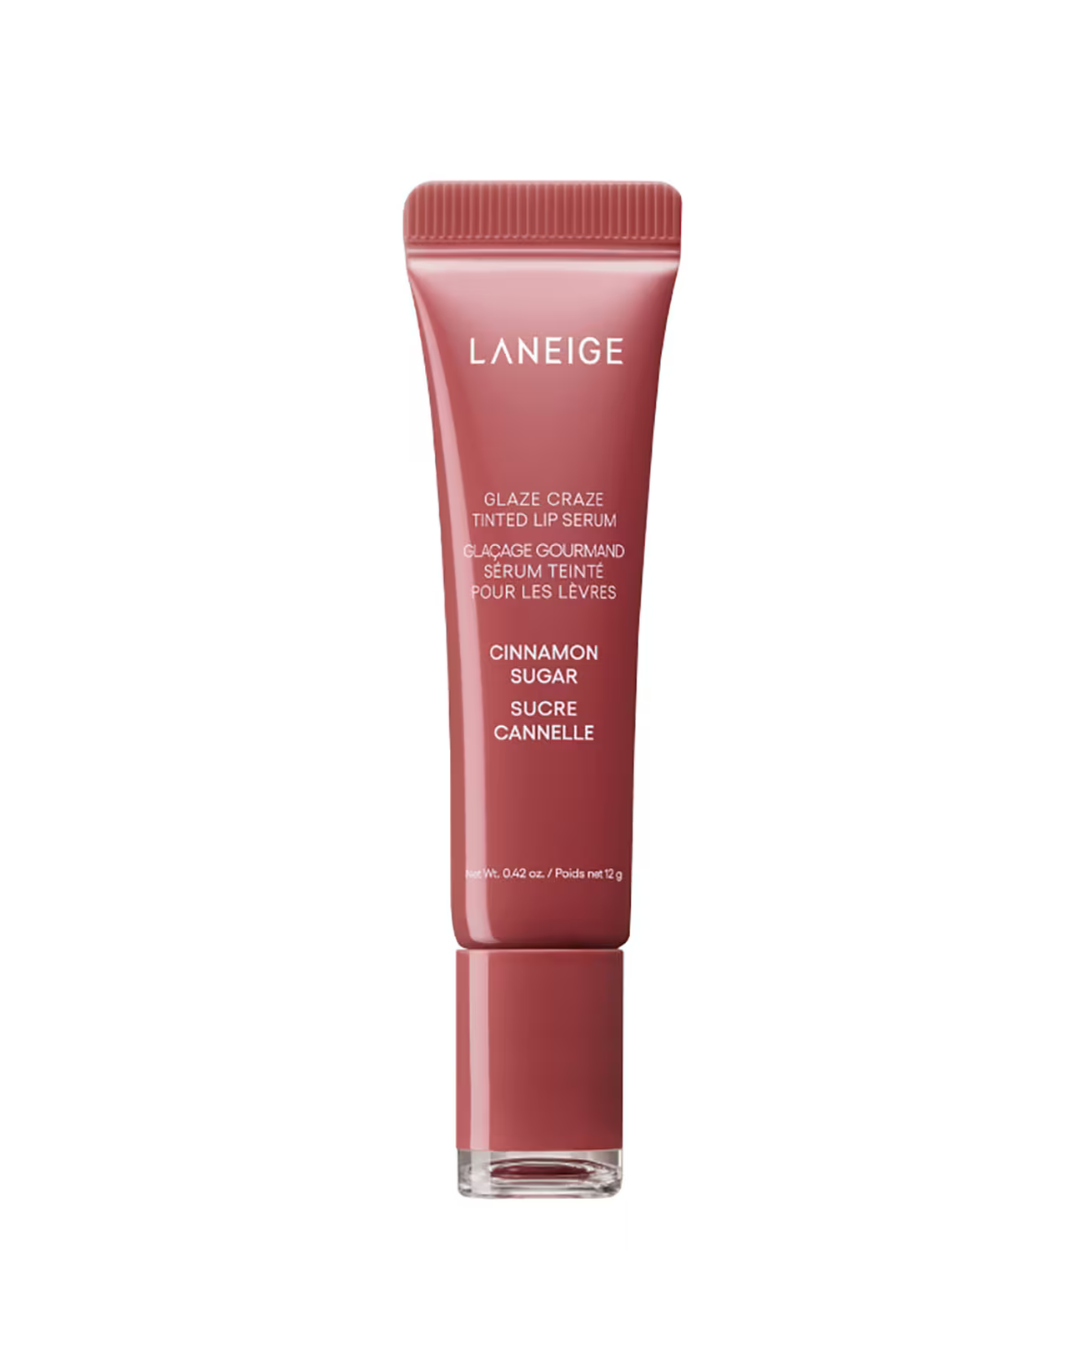 LANEIGE
GLAZE CRAZE
TINTED LIP SERUM
GLAÇAGE GOURMAND
SÉRUM TEINTÉ
POUR LES LÈVRES
CINNAMON
SUGAR
SUCRE
CANNELLE
Net Wt. 0.42 oz. / Poids net 12 g